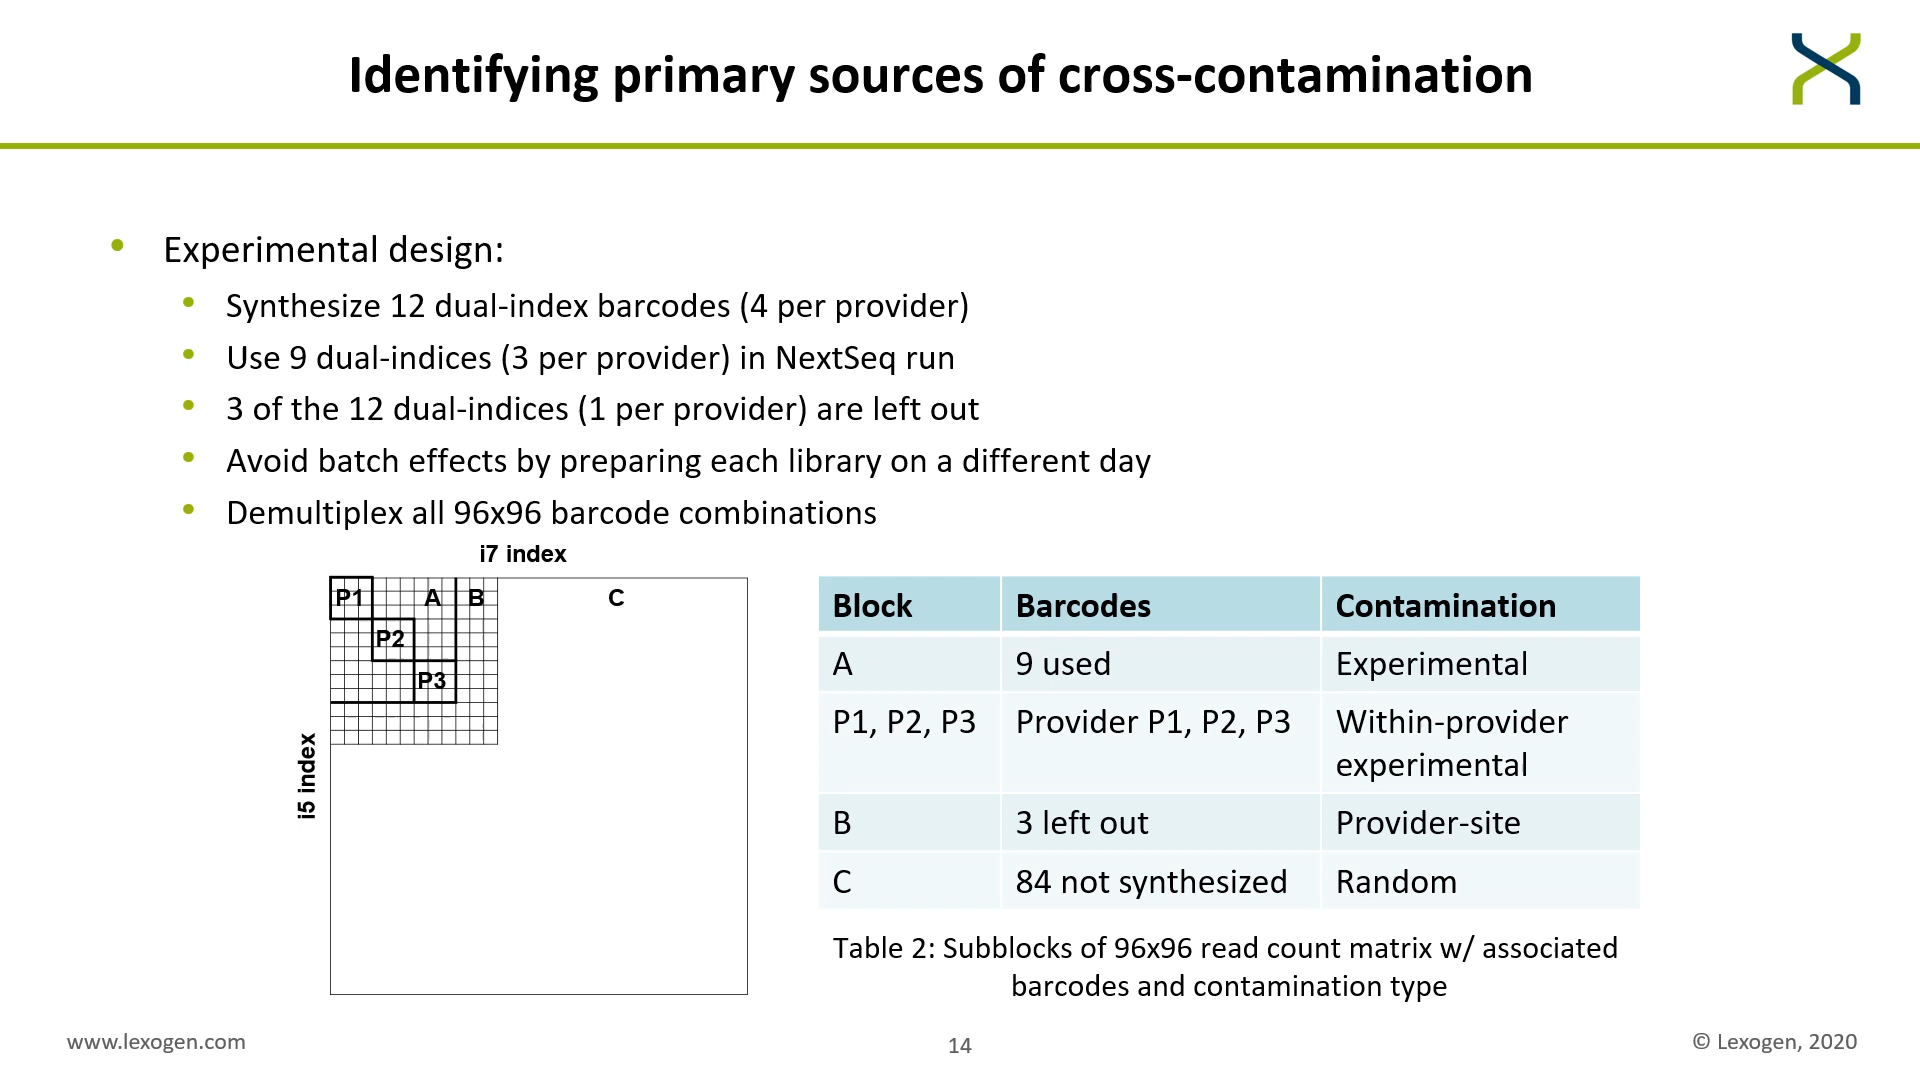 Identifying primary sources of cross-contamination
• Experimental design:
• Synthesize 12 dual-index barcodes (4 per provider)
• Use 9 dual-indices (3 per provider) in NextSeq run
• 3 of the 12 dual-indices (1 per provider) are left out
• Avoid batch effects by preparing each library on a different day
• Demultiplex all 96x96 barcode combinations
i7 index
P1 A B C
P2
P3
i5 index
Block Barcodes Contamination
A 9 used Experimental
P1, P2, P3 Provider P1, P2, P3 Within-provider
experimental
B 3 left out Provider-site
C 84 not synthesized Random
Table 2: Subblocks of 96x96 read count matrix w/ associated
barcodes and contamination type
www.lexogen.com 14 © Lexogen, 2020